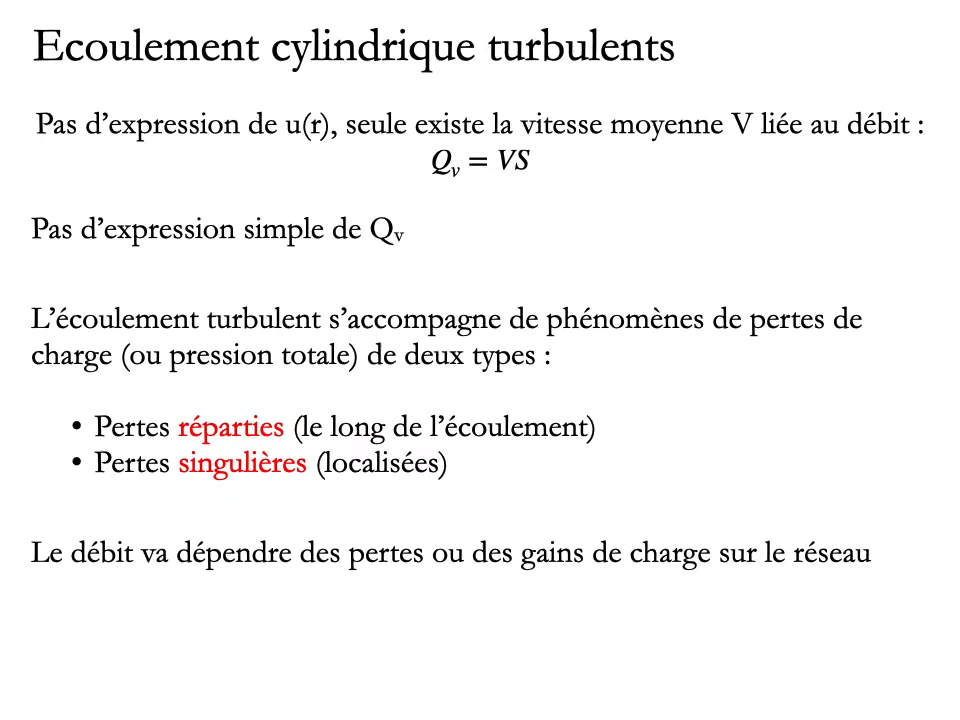 Ecoulement cylindrique turbulents
Pas d’expression de u(r), seule existe la vitesse moyenne V liée au débit :
Qv = VS
Pas d’expression simple de Qv
L’écoulement turbulent s’accompagne de phénomènes de pertes de
charge (ou pression totale) de deux types :
• Pertes réparties (le long de l’écoulement)
• Pertes singulières (localisées)
Le débit va dépendre des pertes ou des gains de charge sur le réseau